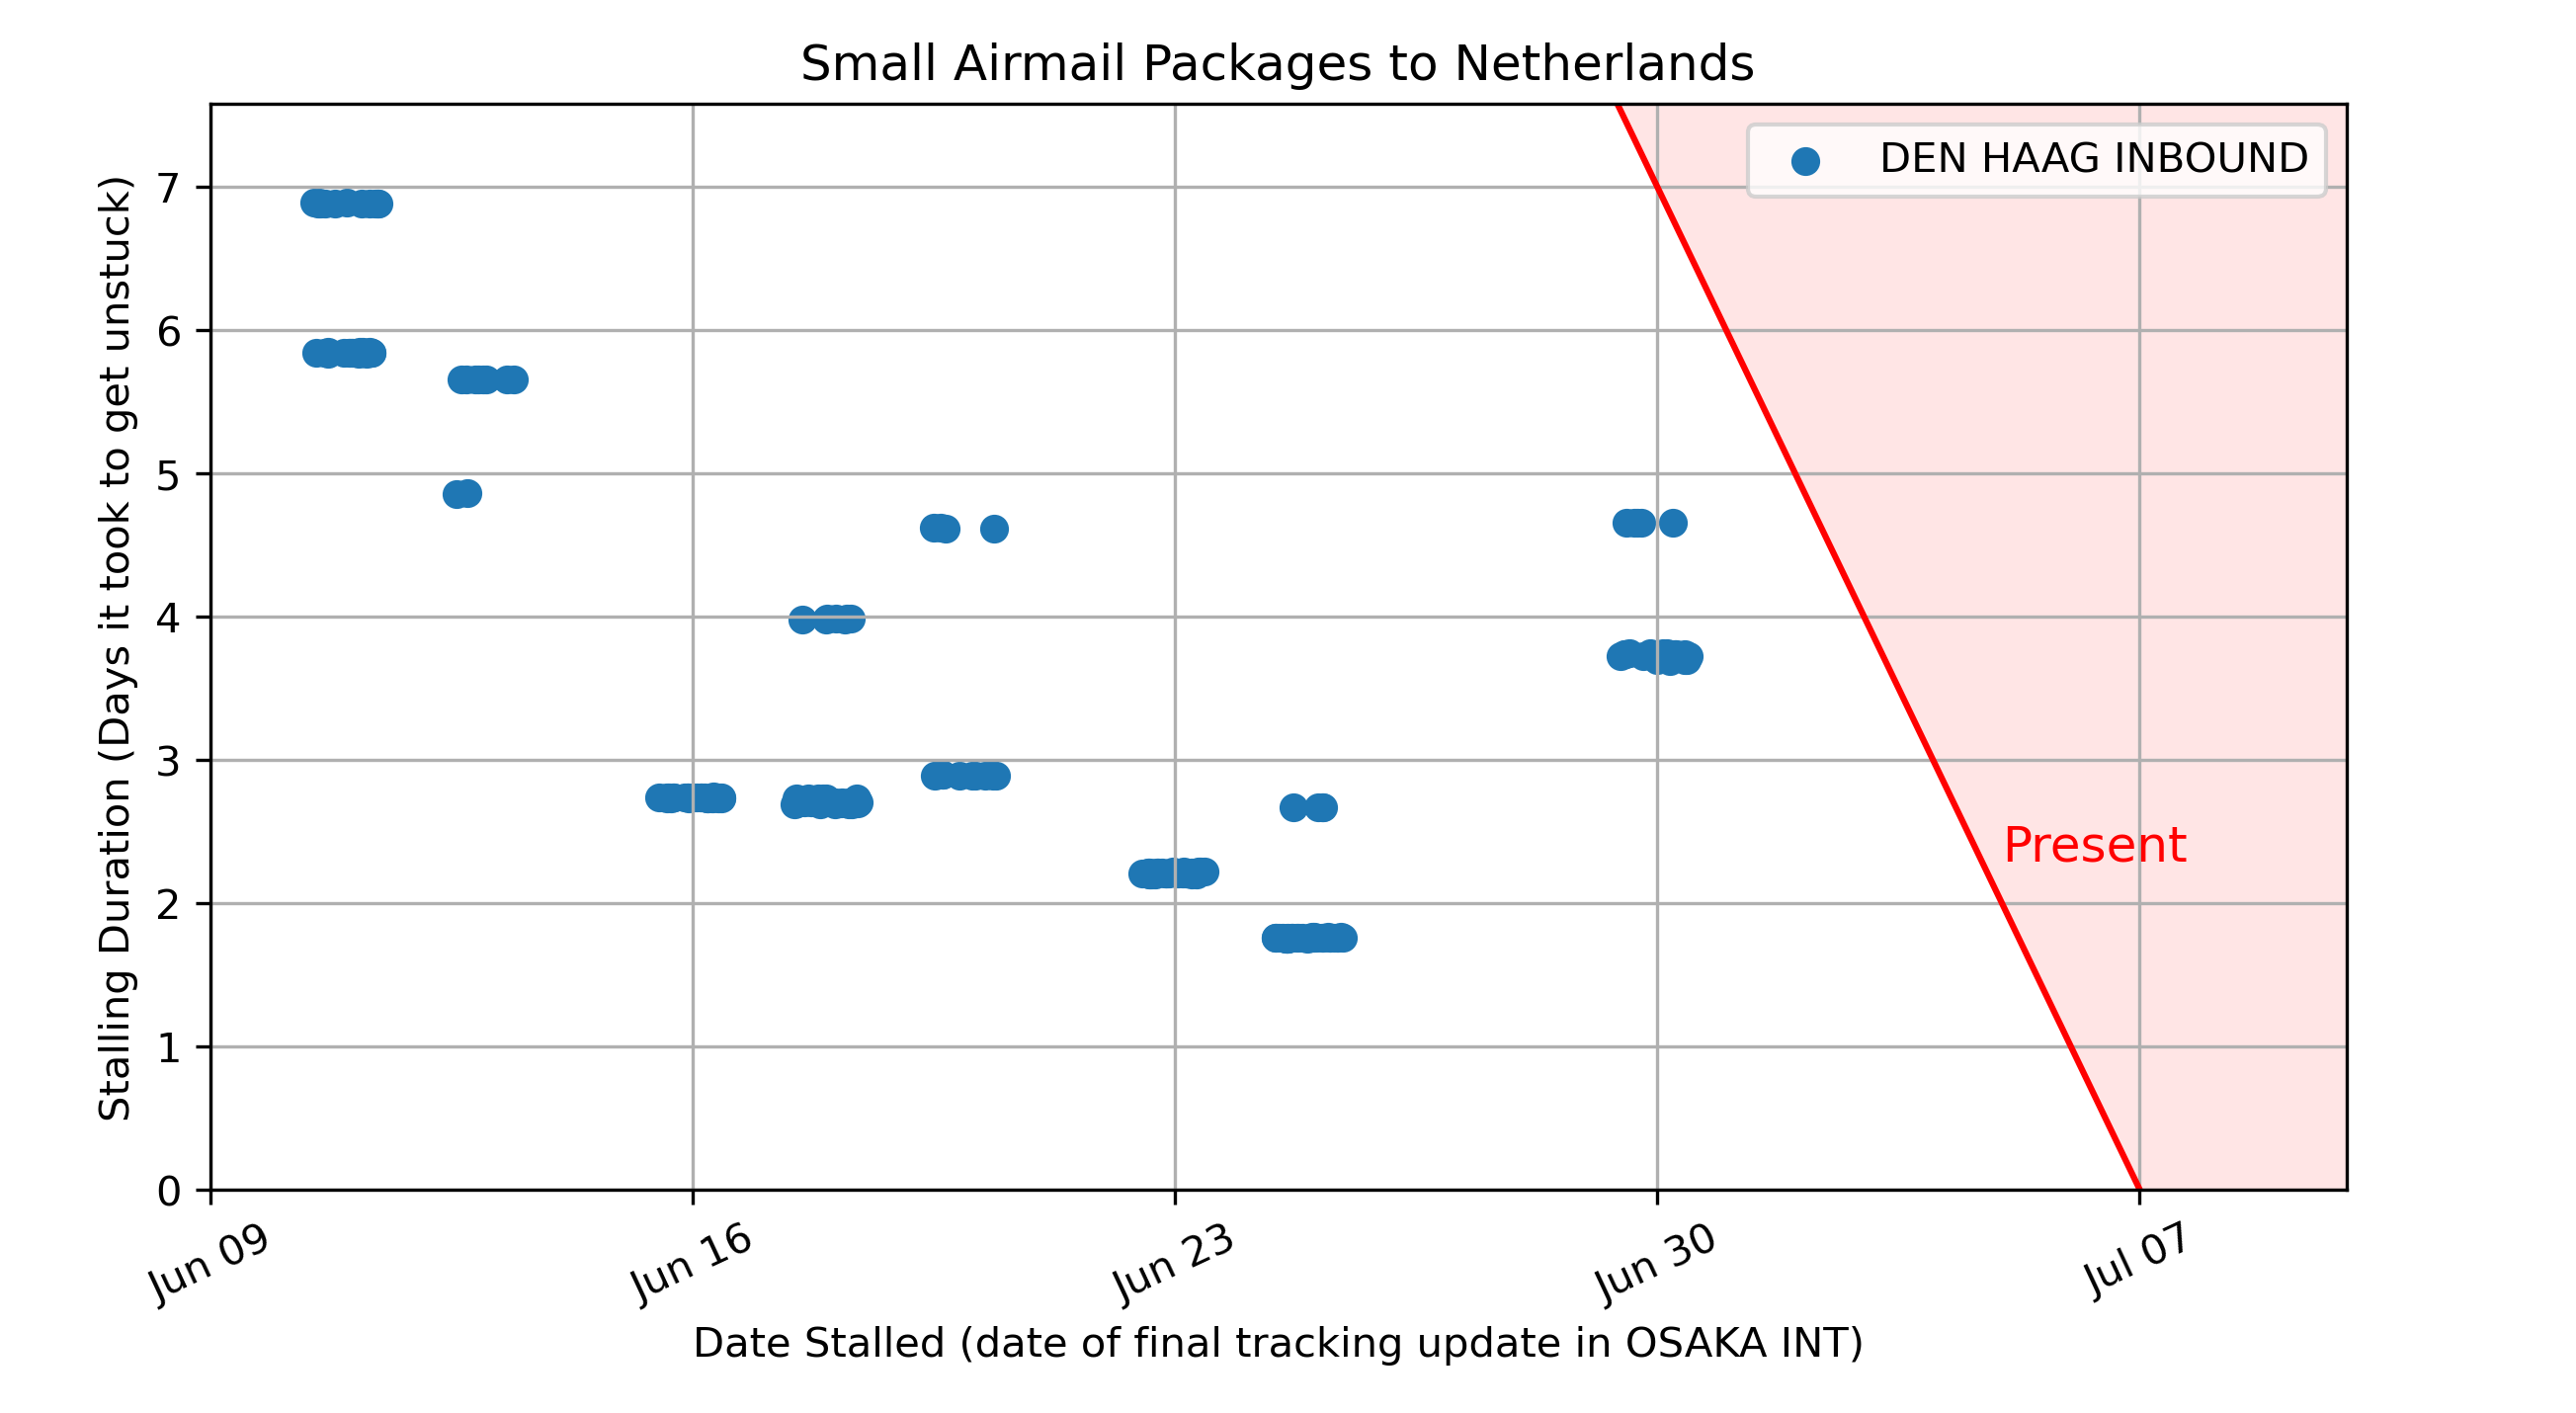 Small Airmail Packages to Netherlands
DEN HAAG INBOUND
Stalling Duration (Days it took to get unstuck)
7
6
5
4
3
2
1
0
Present
Jun 09
Jun 16
Jun 23
Jun 30
Jul 07
Date Stalled (date of final tracking update in OSAKA INT)